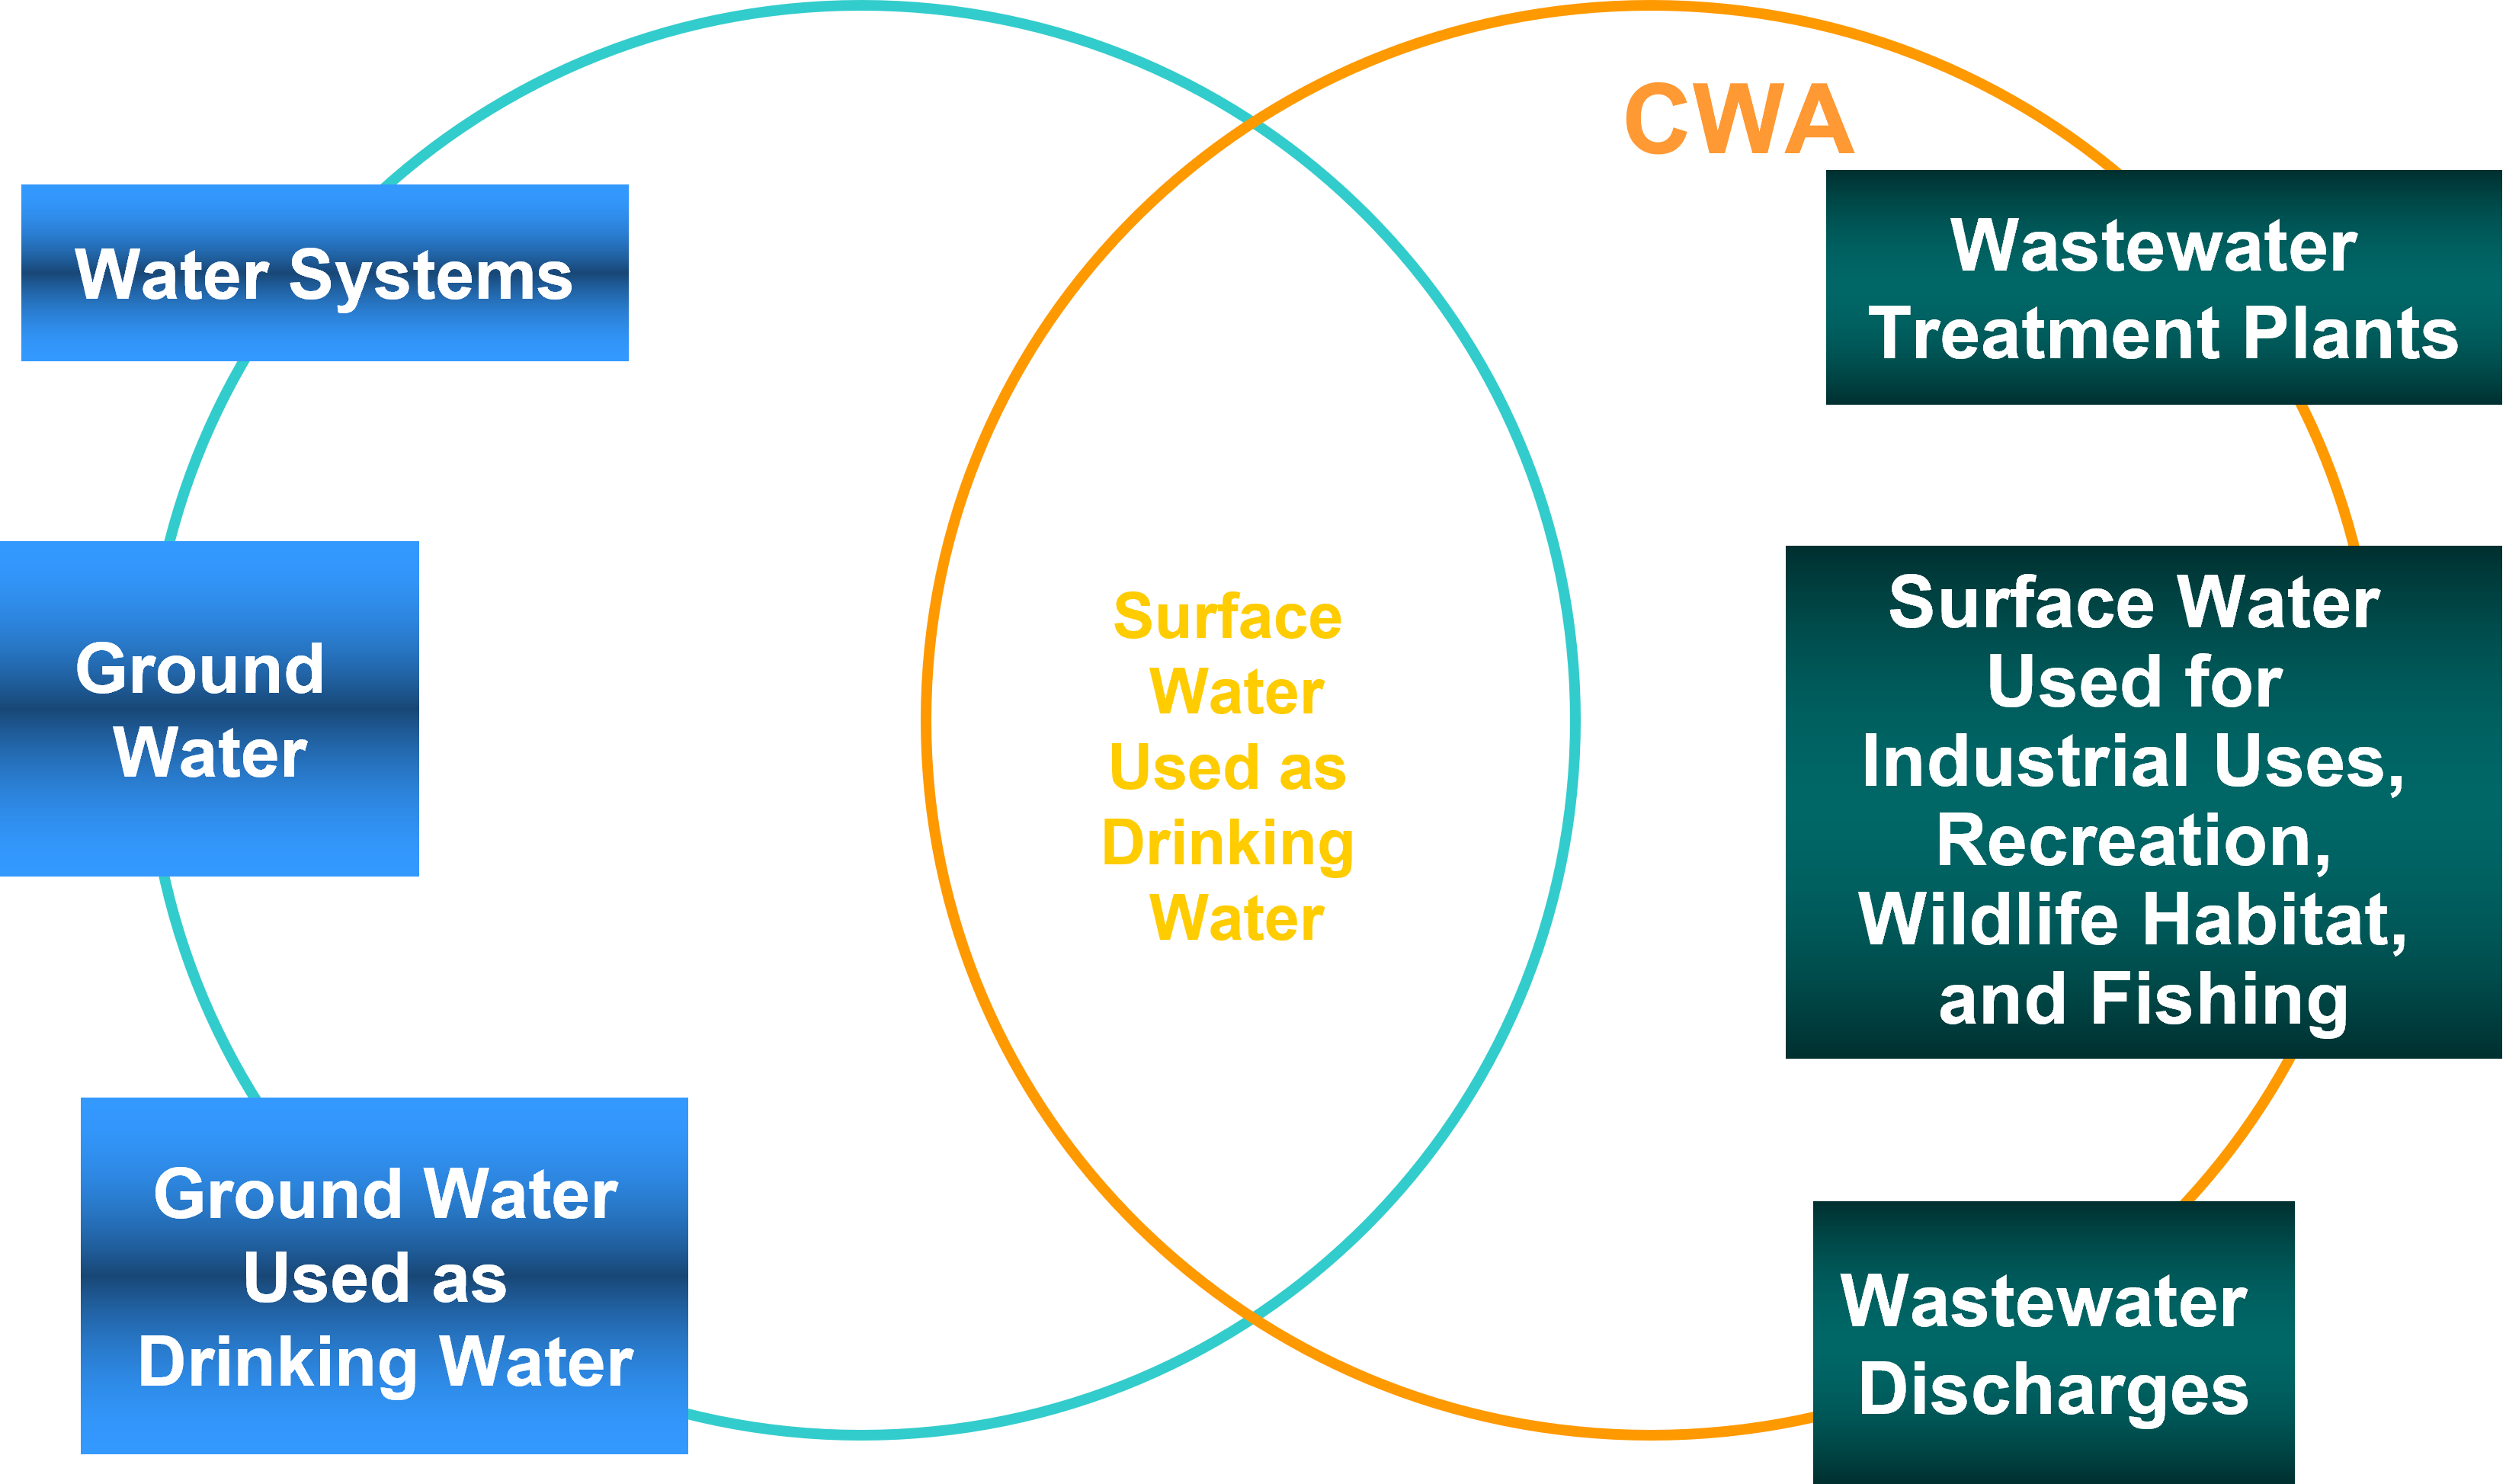 CWA
Water Systems
Ground
Water
Ground Water
Used as
Drinking Water
Surface
Water
Used as
Drinking
Water
Wastewater
Treatment Plants
Surface Water
Used for
Industrial Uses,
Recreation,
Wildlife Habitat,
and Fishing
Wastewater
Discharges